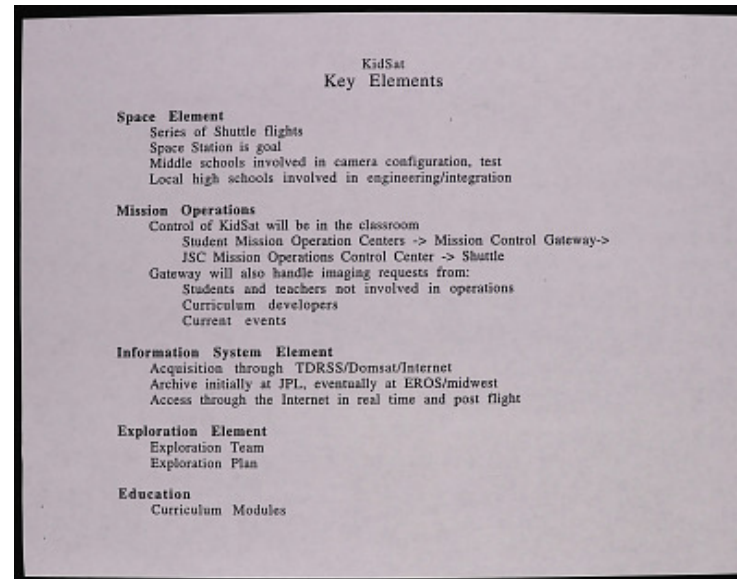 KidSat
Key Elements
Space Element
Series of Shuttle flights
Space Station is goal
Middle schools involved in camera configuration, test
Local high schools involved in engineering/integration
Mission Operations
Control of KidSat will be in the classroom
Student Mission Operation Centers -> Mission Control Gateway->
JSC Mission Operations Control Center -> Shuttle
Gateway will also handle imaging requests from:
Students and teachers not involved in operations
Curriculum developers
Current events
Information System Element
Acquisition through TDRSS/Domsat/Internet
Archive initially at JPL, eventually at EROS/midwest
Access through the Internet in real time and post flight
Exploration Element
Exploration Team
Exploration Plan
Education
Curriculum Modules